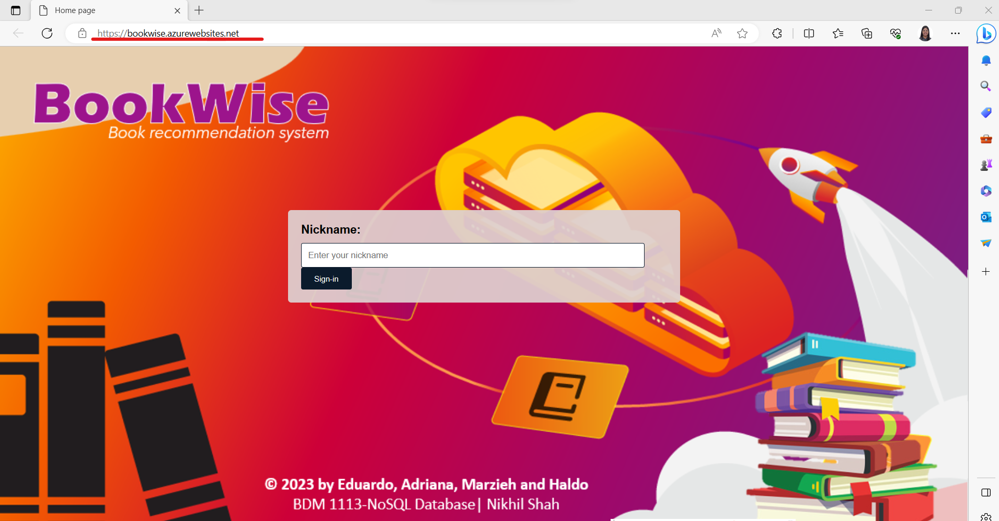 Home page
https://bookwise.azurewebsites.net
BookWise
Book recommendation system
Nickname:
Enter your nickname
Sign-in
© 2023 by Eduardo, Adriana, Marzieh and Haldo
BDM 1113-NoSQL Database| Nikhil Shah